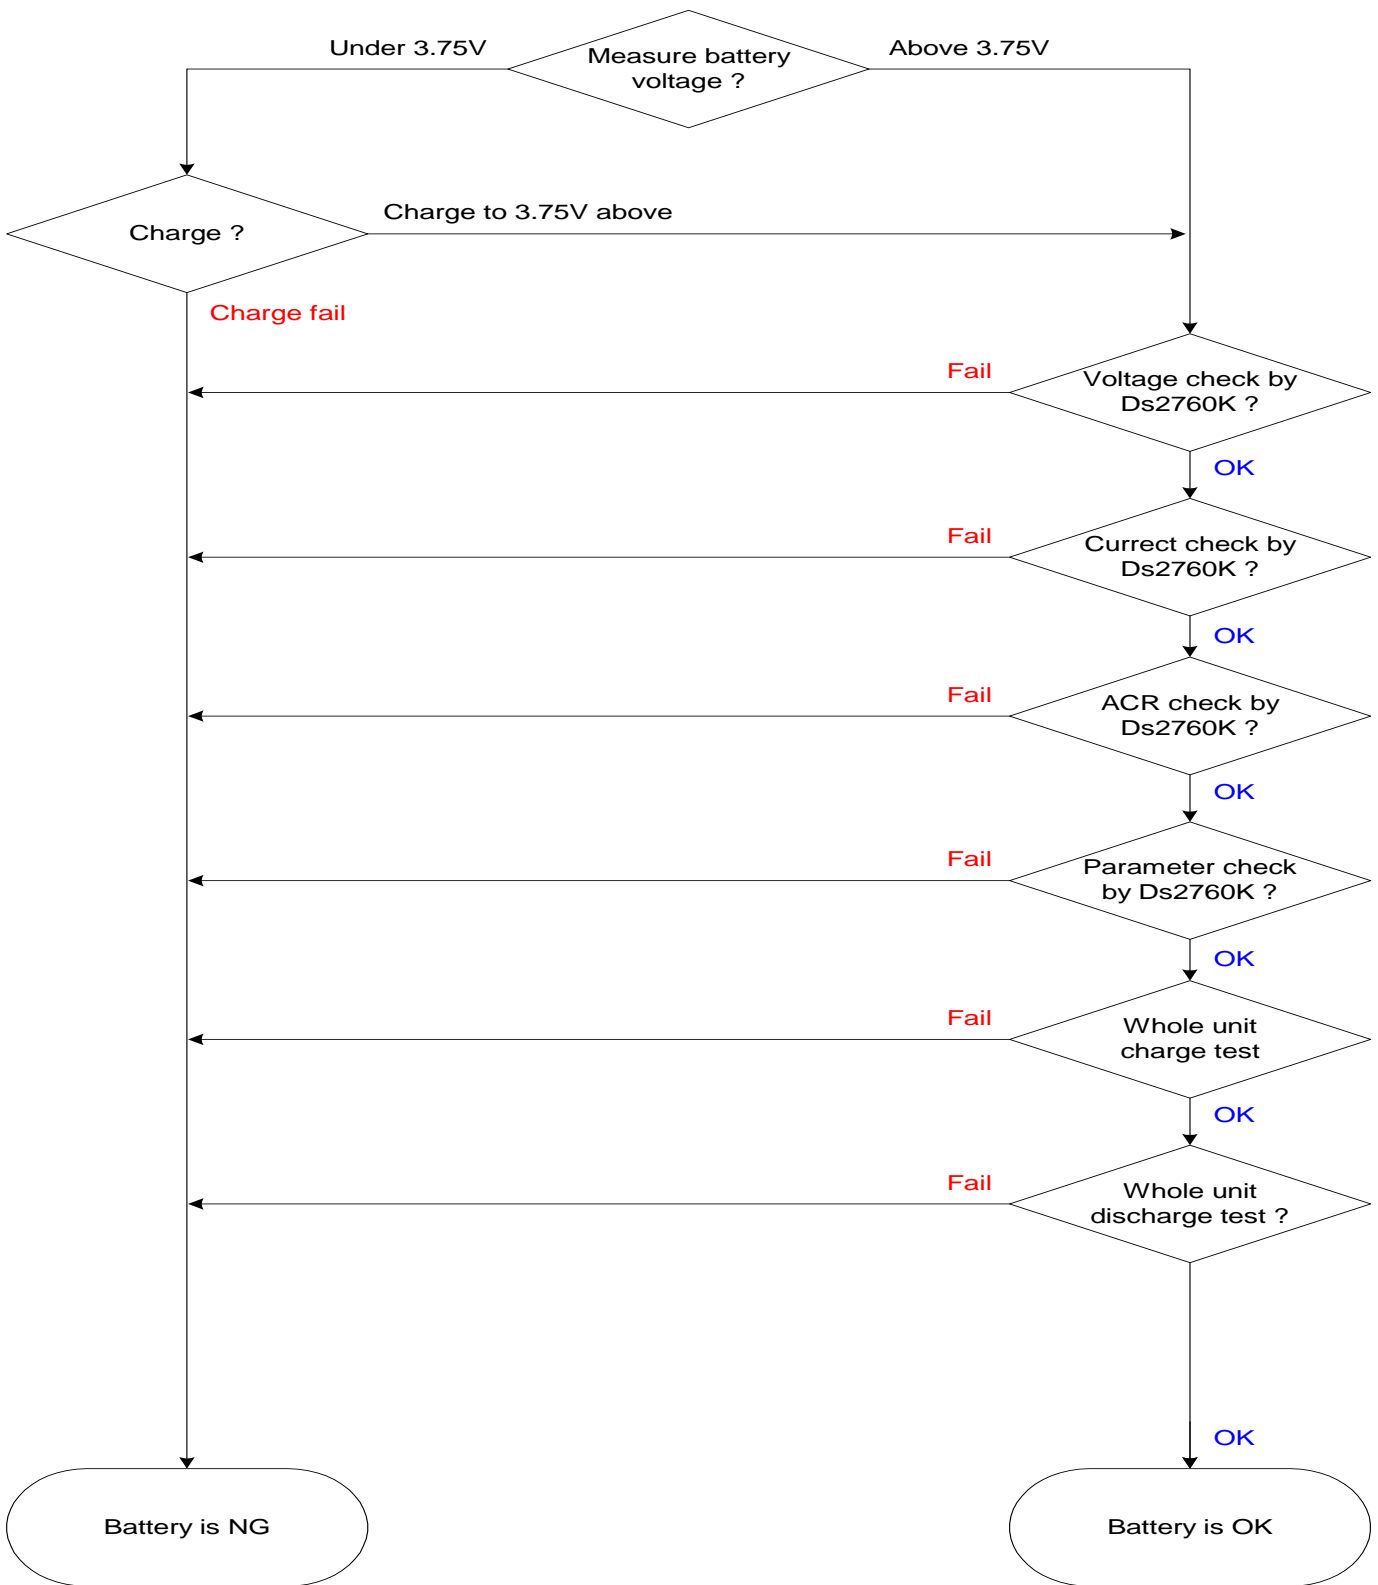 Under 3.75V
Measure battery
voltage ?
Above 3.75V
Charge ?
Charge to 3.75V above
Charge fail
Fail
Voltage check by
Ds2760K ?
OK
Fail
Currect check by
Ds2760K ?
OK
Fail
ACR check by
Ds2760K ?
OK
Fail
Parameter check
by Ds2760K ?
OK
Fail
Whole unit
charge test
OK
Fail
Whole unit
discharge test ?
OK
Battery is NG
Battery is OK